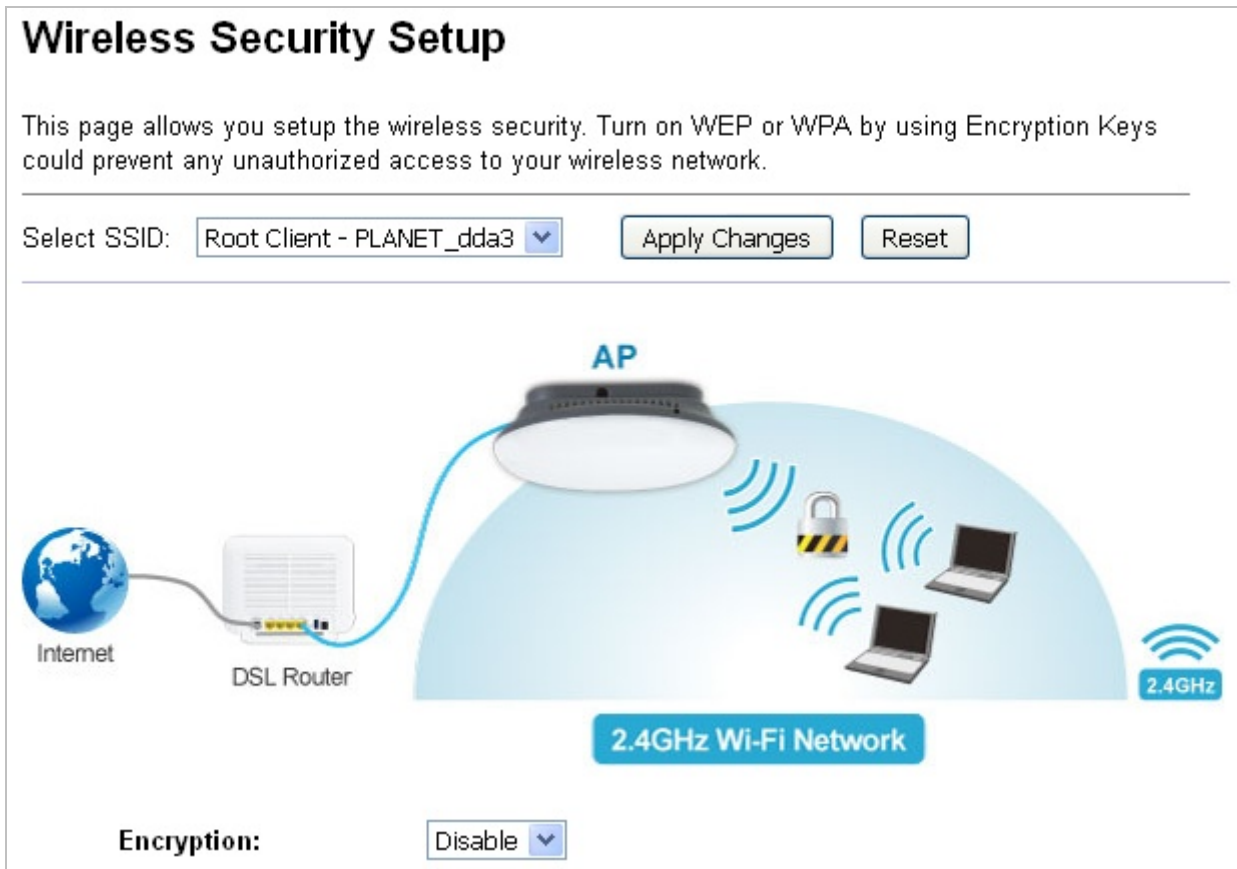 Wireless Security Setup
This page allows you setup the wireless security. Turn on WEP or WPA by using Encryption Keys
could prevent any unauthorized access to your wireless network.
Select SSID: Root Client - PLANET_dda3 Apply Changes Reset
AP
Internet
DSL Router
2.4GHz
2.4GHz Wi-Fi Network
Encryption: Disable